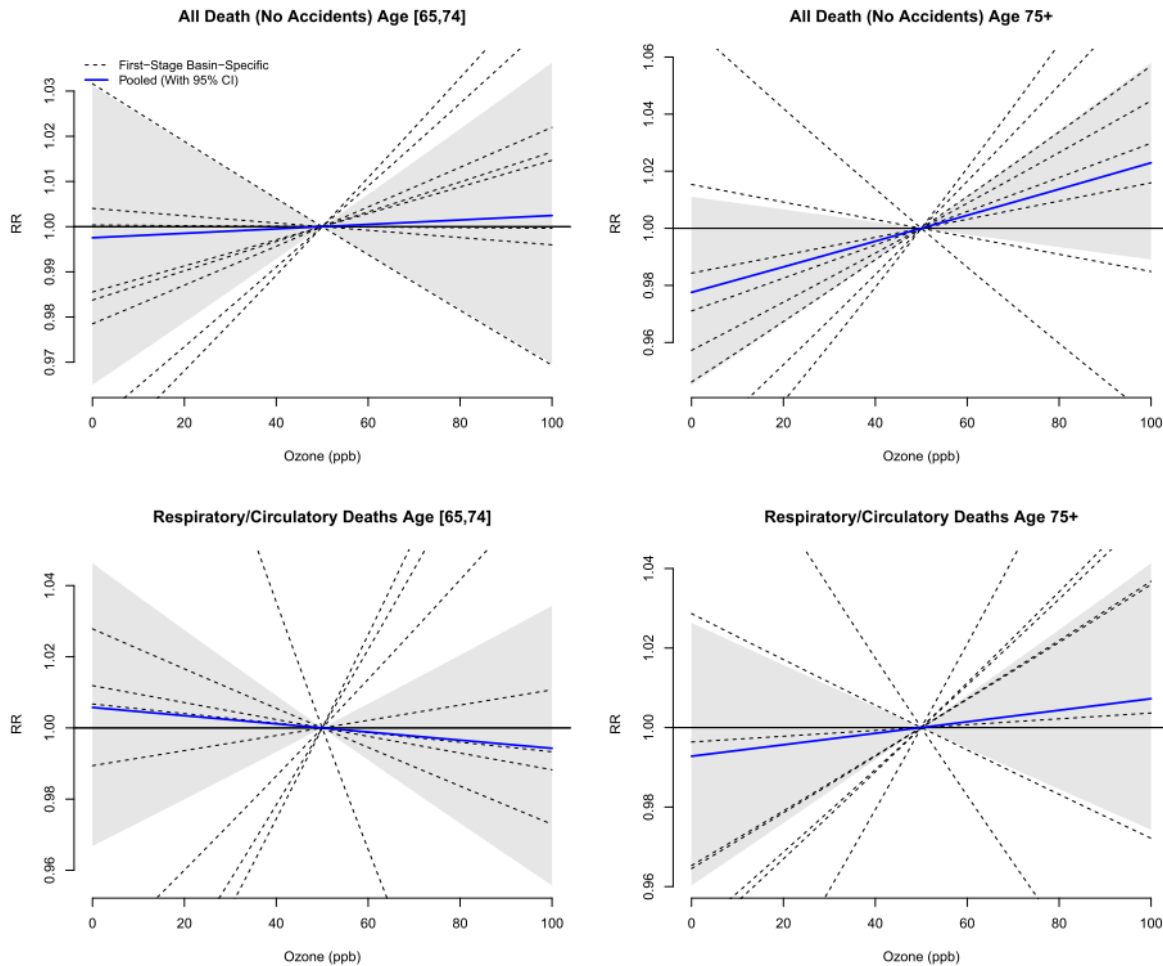 All Death (No Accidents) Age [65,74]
First−Stage Basin−Specific
Pooled (With 95% CI)
RR
1.03
1.02
1.01
1.00
0.99
0.98
0.97
0 20 40 60 80 100
Ozone (ppb)
All Death (No Accidents) Age 75+
RR
1.06
1.04
1.02
1.00
0.98
0.96
0 20 40 60 80 100
Ozone (ppb)
Respiratory/Circulatory Deaths Age [65,74]
RR
1.04
1.02
1.00
0.98
0.96
0 20 40 60 80 100
Ozone (ppb)
Respiratory/Circulatory Deaths Age 75+
RR
1.04
1.02
1.00
0.98
0.96
0 20 40 60 80 100
Ozone (ppb)